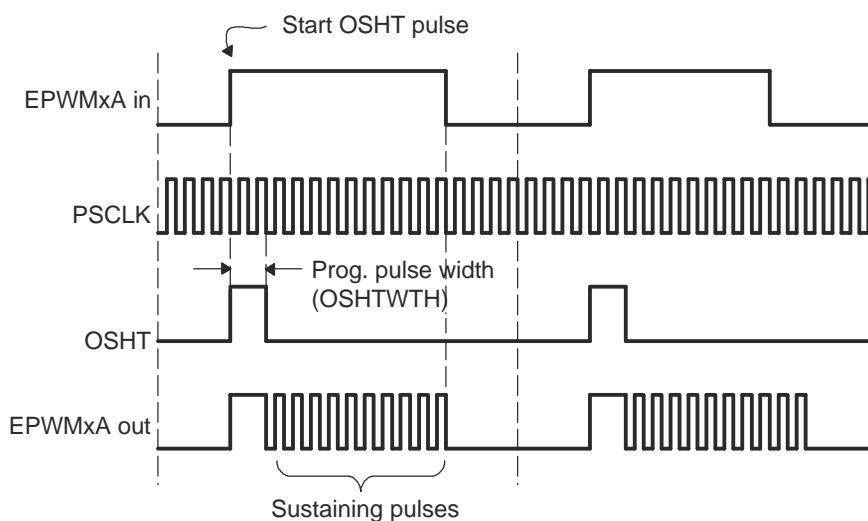 Start OSHT pulse
EPWMxA in
PSCLK
Prog. pulse width
(OSHTWTH)
OSHT
EPWMxA out
Sustaining pulses